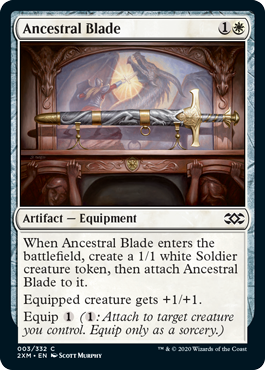 Ancestral Blade 1
Artifact — Equipment
When Ancestral Blade enters the
battlefield, create a 1/1 white Soldier
creature token, then attach Ancestral
Blade to it.
Equipped creature gets +1/+1.
Equip 1 (1: Attach to target creature
you control. Equip only as a sorcery.)
003/332 C
2XM • EN Scott Murphy
™ & © 2020 Wizards of the Coast